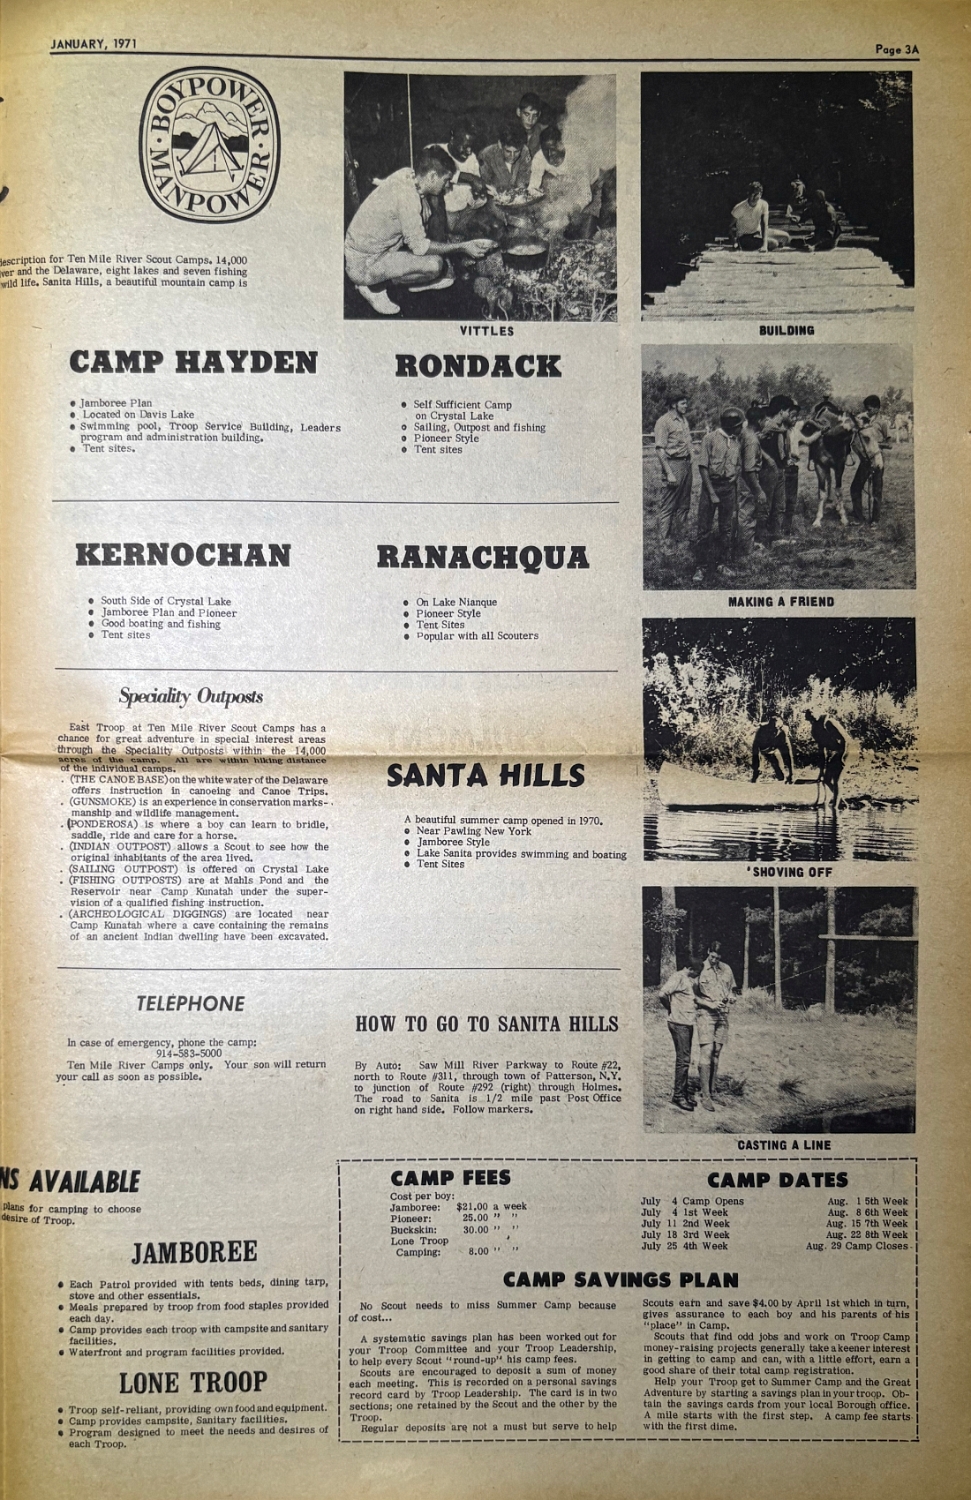 JANUARY, 1971
Page 3A
BOYPOWER · MANPOWER ·
description for Ten Mile River Scout Camps. 14,000
and the Delaware, eight lakes and seven fishing
wild life. Sanita Hills, a beautiful mountain camp is
VITTLES
BUILDING
CAMP HAYDEN
● Jamboree Plan
● Located on Davis Lake
● Swimming pool, Troop Service Building, Leaders
program and administration building.
● Tent sites.
RONDACK
● Self Sufficient Camp
on Crystal Lake
● Sailing, Outpost and fishing
● Pioneer Style
● Tent sites
MAKING A FRIEND
KERNOCHAN
● South Side of Crystal Lake
● Jamboree Plan and Pioneer
● Good boating and fishing
● Tent sites
RANACHQUA
● On Lake Nianque
● Pioneer Style
● Tent Sites
● Popular with all Scouters
Speciality Outposts
East Troop at Ten Mile River Scout Camps has a
chance for great adventure in special interest areas
through the Speciality Outposts within the 14,000
acres of the camp. All are within hiking distance
of the individual camps.
. (THE CANOE BASE) on the white water of the Delaware
offers instruction in canoeing and Canoe Trips.
. (GUNSMOKE) is an experience in conservation marks-
manship and wildlife management.
. (PONDEROSA) is where a boy can learn to bridle,
saddle, ride and care for a horse.
. (INDIAN OUTPOST) allows a Scout to see how the
original inhabitants of the area lived.
. (SAILING OUTPOST) is offered on Crystal Lake
. (FISHING OUTPOSTS) are at Mahls Pond and the
Reservoir near Camp Kunatah under the super-
vision of a qualified fishing instruction.
. (ARCHEOLOGICAL DIGGINGS) are located near
Camp Kunatah where a cave containing the remains
of an ancient Indian dwelling have been excavated.
SANTA HILLS
A beautiful summer camp opened in 1970.
● Near Pawling New York
● Jamboree Style
● Lake Sanita provides swimming and boating
● Tent Sites
'SHOVING OFF
TELEPHONE
In case of emergency, phone the camp:
914-583-5000
Ten Mile River Camps only. Your son will return
your call as soon as possible.
HOW TO GO TO SANITA HILLS
By Auto: Saw Mill River Parkway to Route #22,
north to Route #311, through town of Patterson, N.Y.
to junction of Route #292 (right) through Holmes.
The road to Sanita is 1/2 mile past Post Office
on right hand side. Follow markers.
CASTING A LINE
NS AVAILABLE
plans for camping to choose
desire of Troop.
JAMBOREE
● Each Patrol provided with tents beds, dining tarp,
stove and other essentials.
● Meals prepared by troop from food staples provided
each day.
● Camp provides each troop with campsite and sanitary
facilities.
● Waterfront and program facilities provided.
LONE TROOP
● Troop self-reliant, providing own food and equipment.
● Camp provides campsite, Sanitary facilities.
● Program designed to meet the needs and desires of
each Troop.
CAMP FEES
Cost per boy:
Jamboree: $21.00 a week
Pioneer: 25.00 " "
Buckskin: 30.00 " "
Lone Troop
Camping: 8.00 " "
CAMP DATES
July 4 Camp Opens Aug. 1 5th Week
July 4 1st Week Aug. 8 6th Week
July 11 2nd Week Aug. 15 7th Week
July 18 3rd Week Aug. 22 8th Week
July 25 4th Week Aug. 29 Camp Closes
CAMP SAVINGS PLAN
No Scout needs to miss Summer Camp because
of cost...
A systematic savings plan has been worked out for
your Troop Committee and your Troop Leadership,
to help every Scout "round-up" his camp fees.
Scouts are encouraged to deposit a sum of money
each meeting. This is recorded on a personal savings
record card by Troop Leadership. The card is in two
sections; one retained by the Scout and the other by the
Troop.
Regular deposits are not a must but serve to help
Scouts earn and save $4.00 by April 1st which in turn,
gives assurance to each boy and his parents of his
"place" in Camp.
Scouts that find odd jobs and work on Troop Camp
money-raising projects generally take a keener interest
in getting to camp and can, with a little effort, earn a
good share of their total camp registration.
Help your Troop get to Summer Camp and the Great
Adventure by starting a savings plan in your troop. Ob-
tain the savings cards from your local Borough office.
A mile starts with the first step. A camp fee starts
with the first dime.